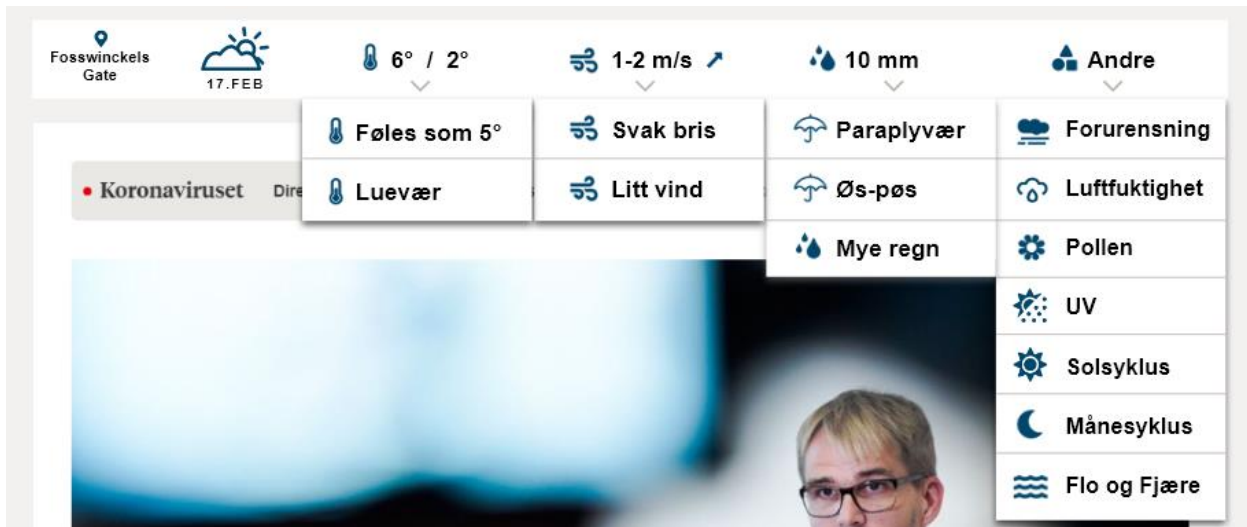 Fosswinckels
Gate
17.FEB
6° / 2°
1-2 m/s
10 mm
Andre
Føles som 5°
Luevær
Svak bris
Litt vind
Paraplyvær
Øs-pøs
Mye regn
Forurensning
Luftfuktighet
Pollen
UV
Solsyklus
Månesyklus
Flo og Fjære
Koronaviruset